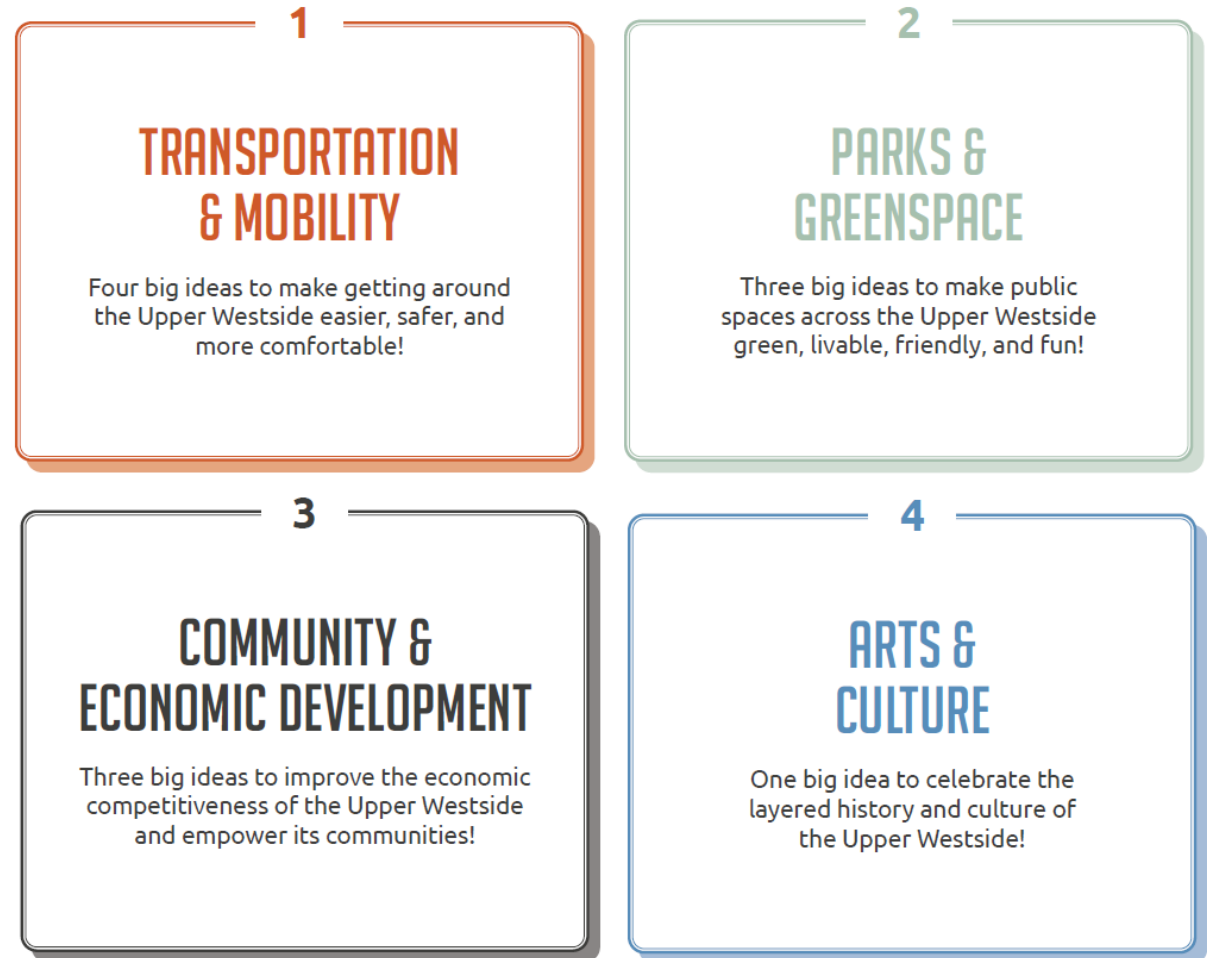 1
TRANSPORTATION
& MOBILITY
Four big ideas to make getting around
the Upper Westside easier, safer, and
more comfortable!
2
PARKS &
GREENSPACE
Three big ideas to make public
spaces across the Upper Westside
green, livable, friendly, and fun!
3
COMMUNITY &
ECONOMIC DEVELOPMENT
Three big ideas to improve the economic
competitiveness of the Upper Westside
and empower its communities!
4
ARTS &
CULTURE
One big idea to celebrate the
layered history and culture of
the Upper Westside!